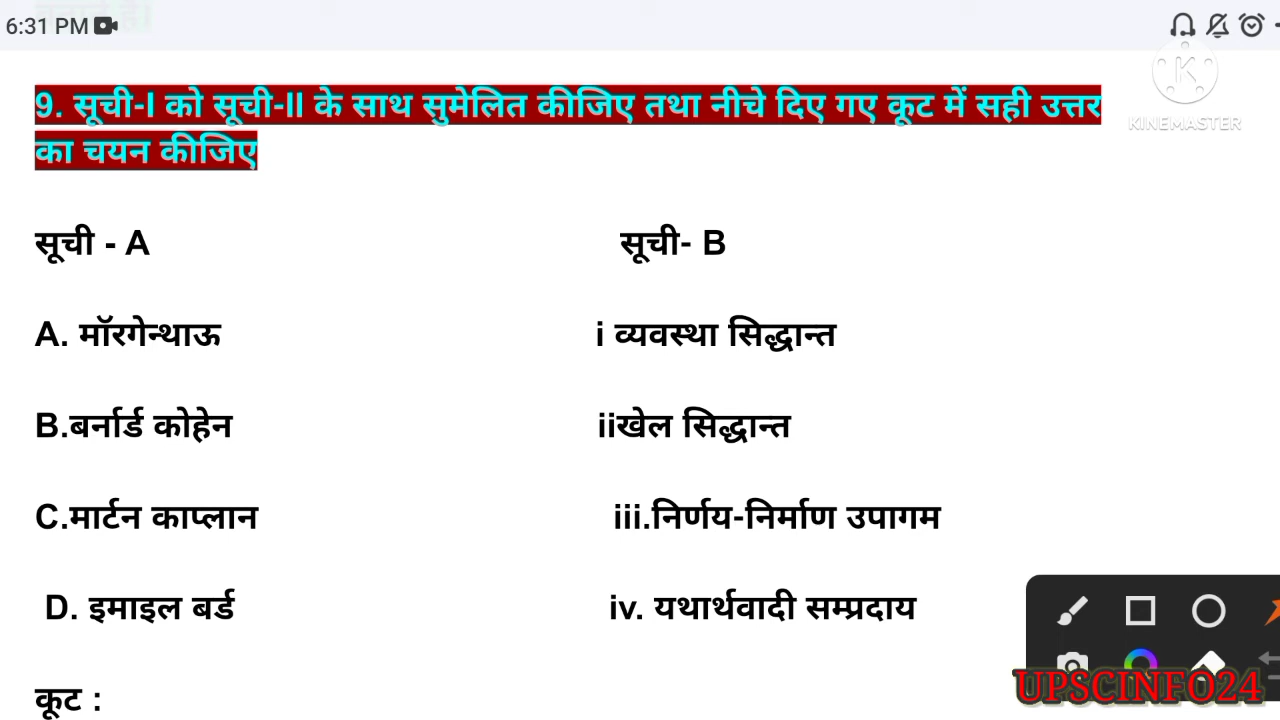 6:31 PM
KINEMASTER
9. सूची-I को सूची-II के साथ सुमेलित कीजिए तथा नीचे दिए गए कूट में सही उत्तर
का चयन कीजिए
सूची - A सूची- B
A. मॉरगेन्थाऊ i व्यवस्था सिद्धान्त
B.बर्नार्ड कोहेन iiखेल सिद्धान्त
C.मार्टन काप्लान iii.निर्णय-निर्माण उपागम
D. इमाइल बर्ड iv. यथार्थवादी सम्प्रदाय
कूट :
UPSCINFO24